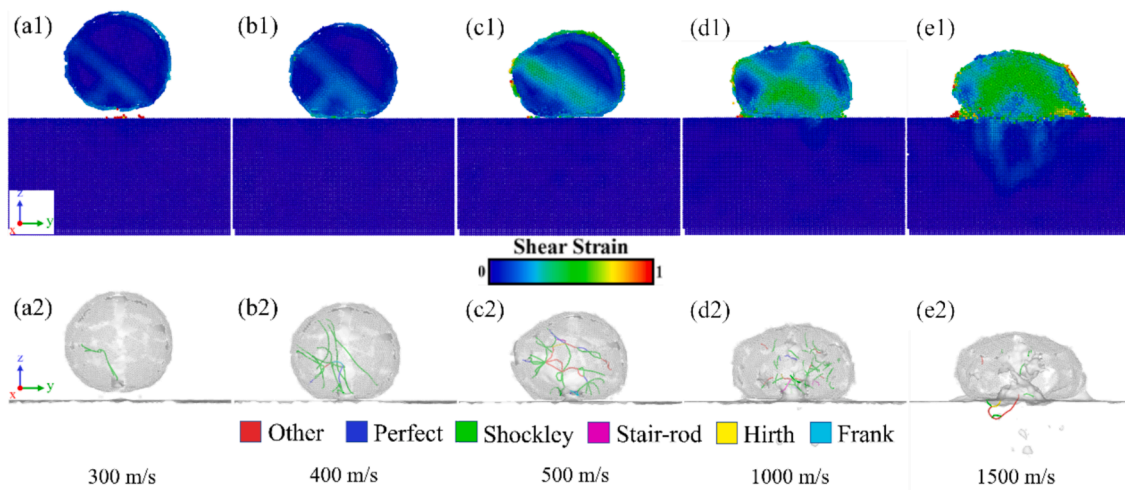 (a1) (b1) (c1) (d1) (e1)
z
x y
Shear Strain
0 1
(a2) (b2) (c2) (d2) (e2)
z
x y
Other Perfect Shockley Stair-rod Hirth Frank
300 m/s 400 m/s 500 m/s 1000 m/s 1500 m/s